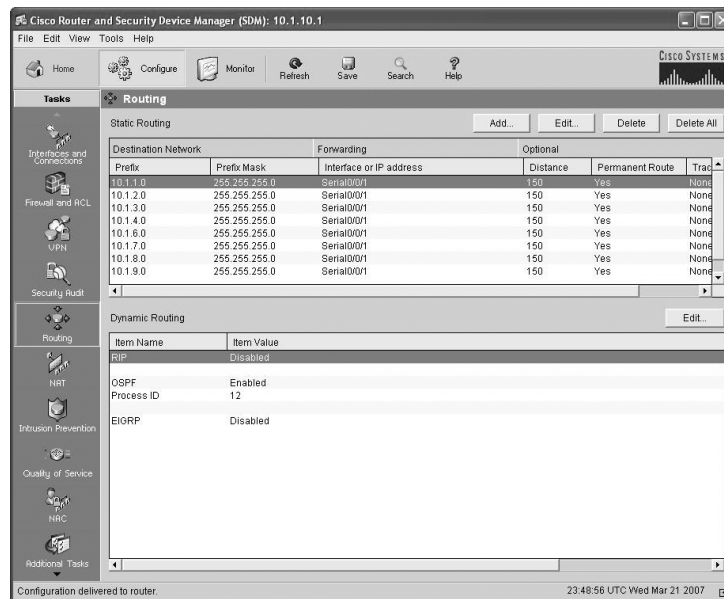 Cisco Router and Security Device Manager (SDM): 10.1.10.1
File Edit View Tools Help
Home Configure Monitor Refresh Save Search Help
CISCO SYSTEMS
Tasks
Routing
Interfaces and Connections
Firewall and ACL
VPN
Security Audit
Routing
NAT
Intrusion Prevention
Quality of Service
NAC
Additional Tasks
Static Routing Add... Edit... Delete Delete All
Destination Network Forwarding Optional
Prefix Prefix Mask Interface or IP address Distance Permanent Route Trac
10.1.1.0 255.255.255.0 Serial0/0/1 150 Yes None
10.1.2.0 255.255.255.0 Serial0/0/1 150 Yes None
10.1.3.0 255.255.255.0 Serial0/0/1 150 Yes None
10.1.4.0 255.255.255.0 Serial0/0/1 150 Yes None
10.1.6.0 255.255.255.0 Serial0/0/1 150 Yes None
10.1.7.0 255.255.255.0 Serial0/0/1 150 Yes None
10.1.8.0 255.255.255.0 Serial0/0/1 150 Yes None
10.1.9.0 255.255.255.0 Serial0/0/1 150 Yes None
Dynamic Routing Edit...
Item Name Item Value
RIP Disabled
OSPF Enabled
Process ID 12
EIGRP Disabled
Configuration delivered to router. 23:48:56 UTC Wed Mar 21 2007